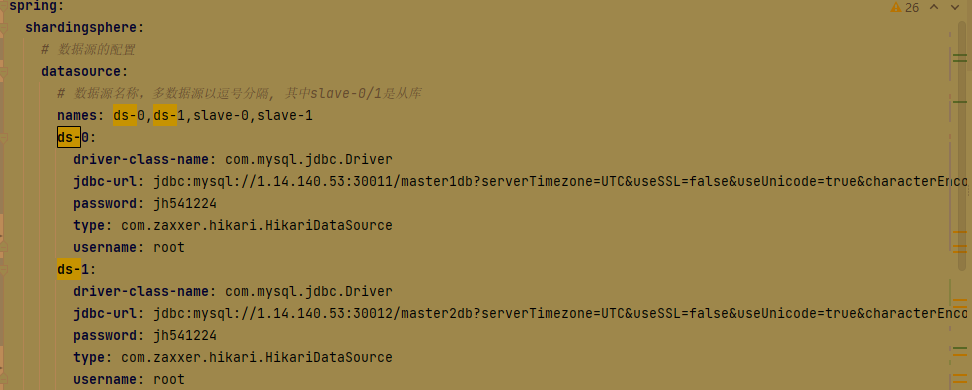 26
spring:
shardingsphere:
# 数据源的配置
datasource:
# 数据源名称，多数据源以逗号分隔, 其中slave-0/1是从库
names: ds-0,ds-1,slave-0,slave-1
ds-0:
driver-class-name: com.mysql.jdbc.Driver
jdbc-url: jdbc:mysql://1.14.140.53:30011/master1db?serverTimezone=UTC&useSSL=false&useUnicode=true&characterEnco
password: jh541224
type: com.zaxxer.hikari.HikariDataSource
username: root
ds-1:
driver-class-name: com.mysql.jdbc.Driver
jdbc-url: jdbc:mysql://1.14.140.53:30012/master2db?serverTimezone=UTC&useSSL=false&useUnicode=true&characterEnco
password: jh541224
type: com.zaxxer.hikari.HikariDataSource
username: root